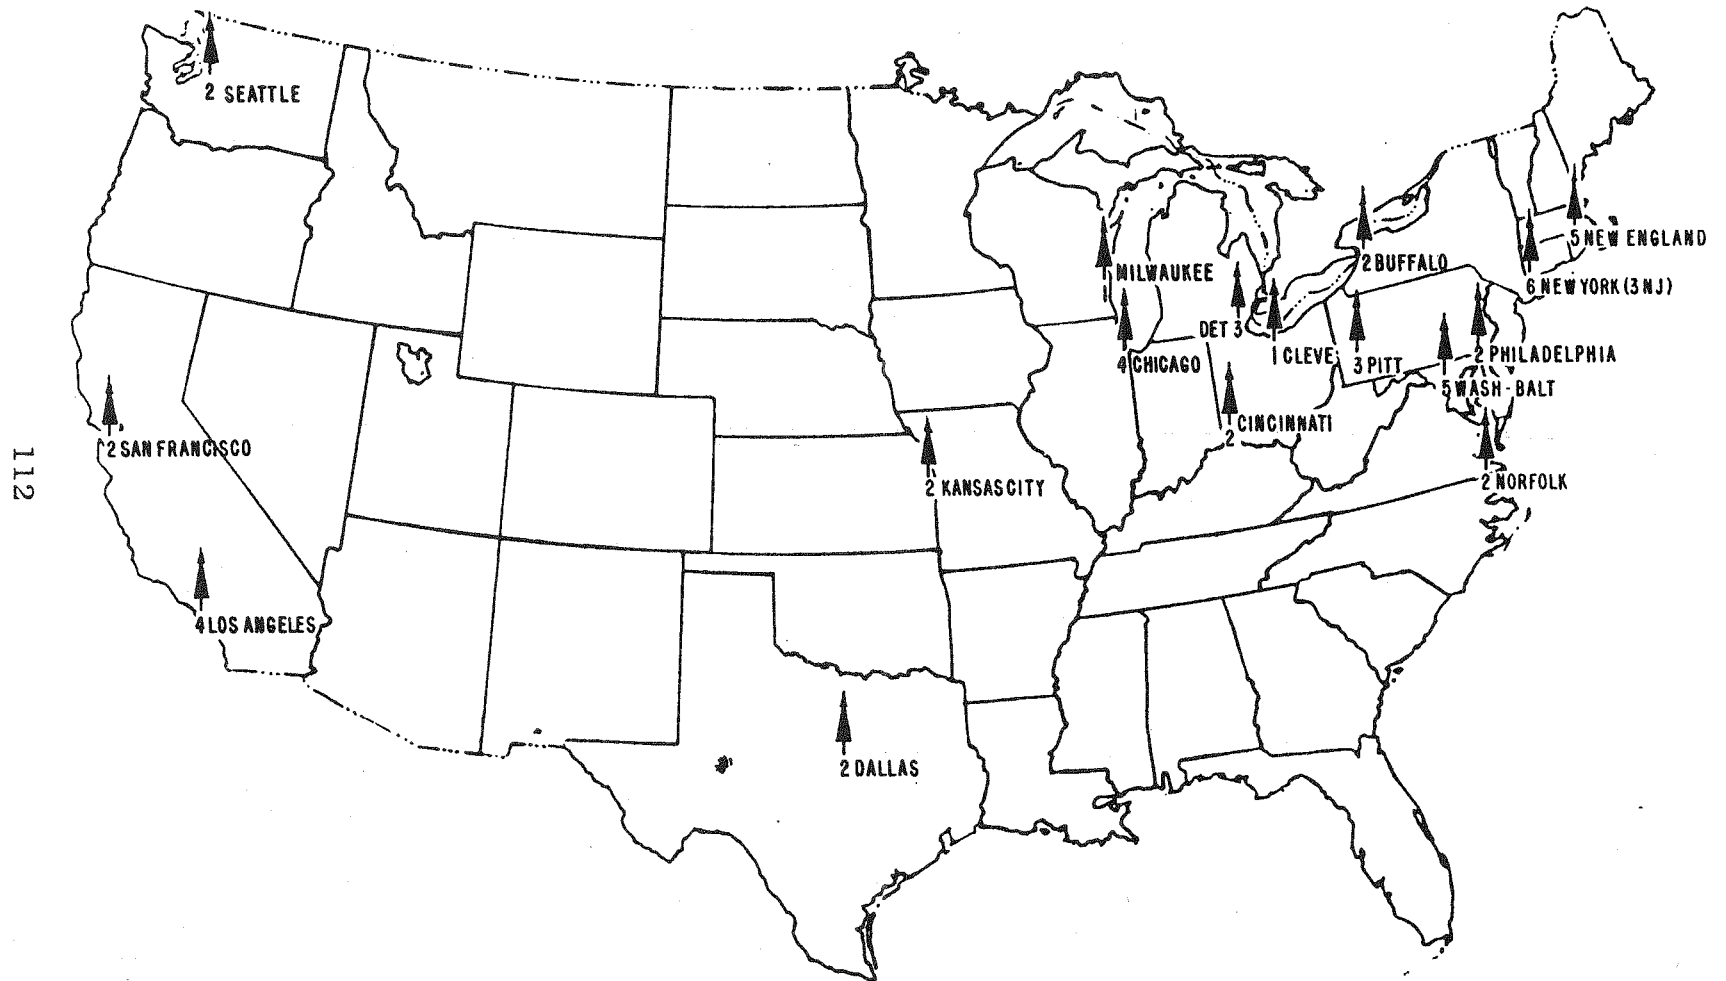 2 SEATTLE
5 NEW ENGLAND
2 BUFFALO
MILWAUKEE
6 NEW YORK (3 NJ)
DET 3
1 CLEVE
3 PITT
2 PHILADELPHIA
4 CHICAGO
5 WASH-BALT
2 CINCINNATI
2 SAN FRANCISCO
2 KANSAS CITY
2 NORFOLK
4 LOS ANGELES
2 DALLAS
112